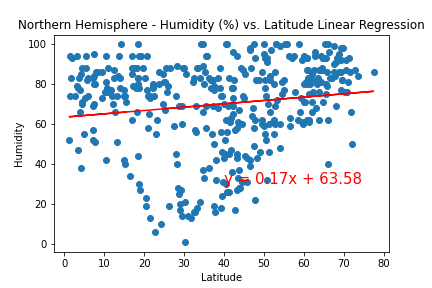 Northern Hemisphere - Humidity (%) vs. Latitude Linear Regression
100
80
60
40
20
0
Humidity
y = 0.17x + 63.58
0 10 20 30 40 50 60 70 80
Latitude